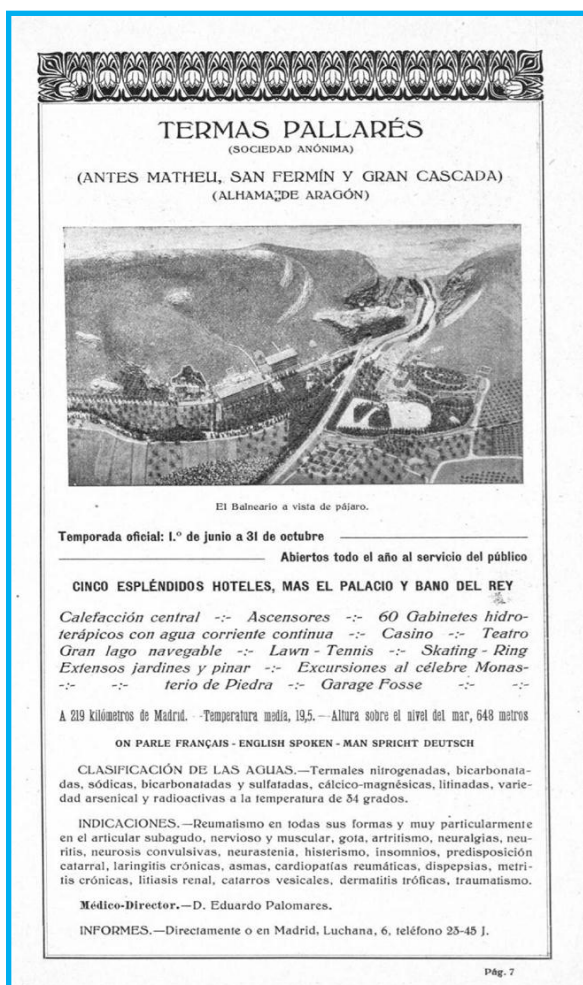 TERMAS PALLARÉS
(SOCIEDAD ANÓNIMA)
(ANTES MATHEU, SAN FERMÍN Y GRAN CASCADA)
(ALHAMA DE ARAGÓN)
El Balneario a vista de pájaro.
Temporada oficial: 1.º de junio a 31 de octubre
Abiertos todo el año al servicio del público
CINCO ESPLÉNDIDOS HOTELES, MAS EL PALACIO Y BANO DEL REY
Calefacción central -:- Ascensores -:- 60 Gabinetes hidro-
terápicos con agua corriente continua -:- Casino -:- Teatro
Gran lago navegable -:- Lawn - Tennis -:- Skating - Ring
Extensos jardines y pinar -:- Excursiones al célebre Monas-
-:- -:- terio de Piedra -:- Garage Fosse -:- -:-
A 219 kilómetros de Madrid. - Temperatura media, 19,5. — Altura sobre el nivel del mar, 648 metros
ON PARLE FRANÇAIS - ENGLISH SPOKEN - MAN SPRICHT DEUTSCH
CLASIFICACIÓN DE LAS AGUAS.—Termales nitrogenadas, bicarbonata-
das, sódicas, bicarbonatadas y sulfatadas, cálcico-magnésicas, litinadas, varie-
dad arsenical y radioactivas a la temperatura de 34 grados.
INDICACIONES.—Reumatismo en todas sus formas y muy particularmente
en el articular subagudo, nervioso y muscular, gota, artritismo, neuralgias, neu-
ritis, neurosis convulsivas, neurastenia, histerismo, insomnios, predisposición
catarral, laringitis crónicas, asmas, cardiopatías reumáticas, dispepsias, metri-
tis crónicas, litiasis renal, catarros vesicales, dermatitis tróficas, traumatismo.
Médico-Director.—D. Eduardo Palomares.
INFORMES.—Directamente o en Madrid, Luchana, 6, teléfono 23-45 J.
Pág. 7